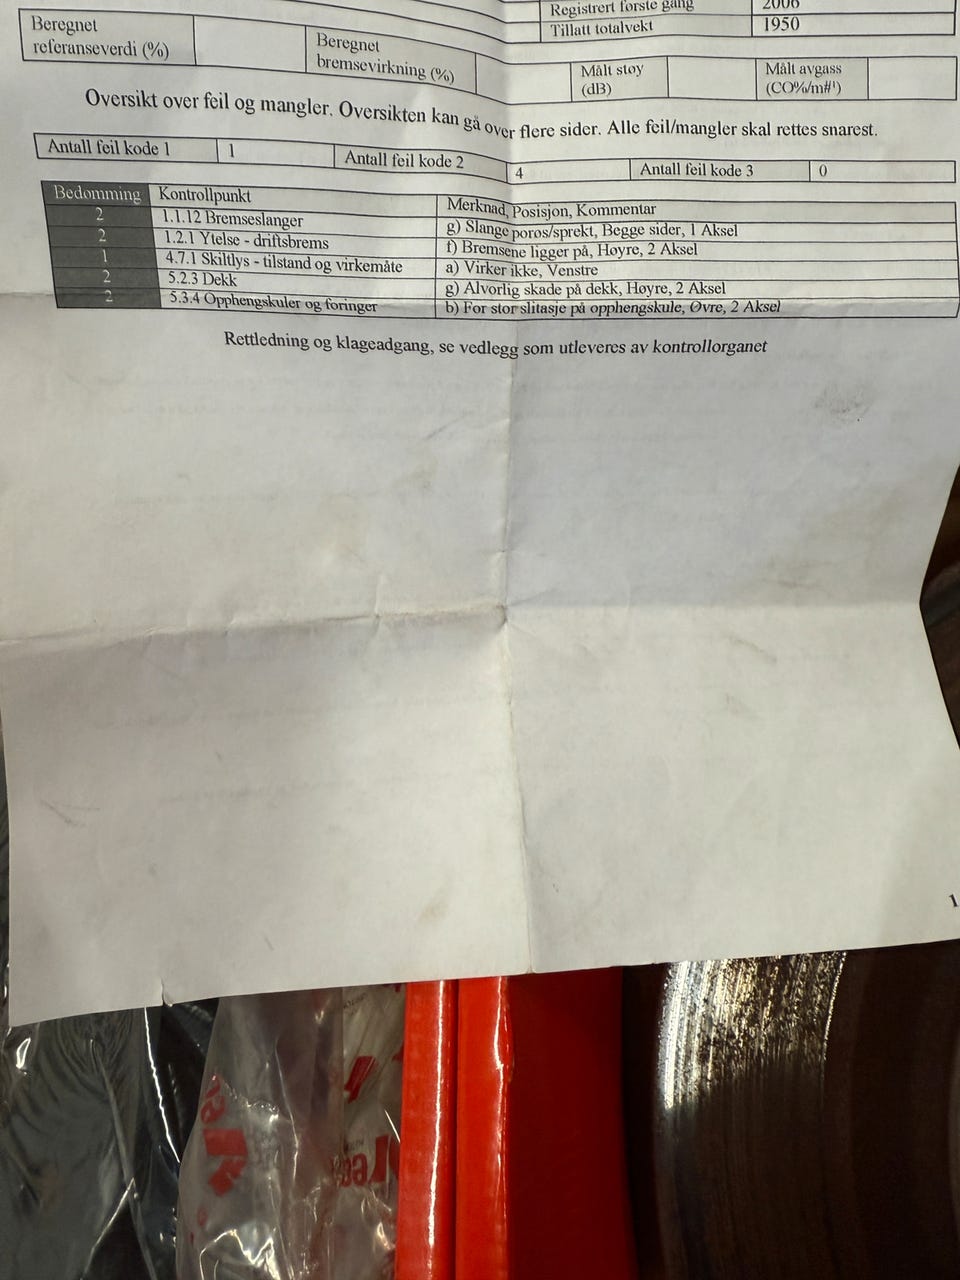 Registrert første gang 2006
Tillatt totalvekt 1950
Beregnet referanseverdi (%)
Beregnet bremsevirkning (%)
Målt støy (dB)
Målt avgass (CO%/m#¹)
Oversikt over feil og mangler. Oversikten kan gå over flere sider. Alle feil/mangler skal rettes snarest.
Antall feil kode 1 1 Antall feil kode 2 4 Antall feil kode 3 0
Bedømming Kontrollpunkt Merknad, Posisjon, Kommentar
2 1.1.12 Bremseslanger g) Slange porøs/sprekt, Begge sider, 1 Aksel
2 1.2.1 Ytelse - driftsbrems f) Bremsene ligger på, Høyre, 2 Aksel
1 4.7.1 Skiltlys - tilstand og virkemåte a) Virker ikke, Venstre
2 5.2.3 Dekk g) Alvorlig skade på dekk, Høyre, 2 Aksel
2 5.3.4 Opphengskuler og foringer b) For stor slitasje på opphengskule, Øvre, 2 Aksel
Rettledning og klageadgang, se vedlegg som utleveres av kontrollorganet
1